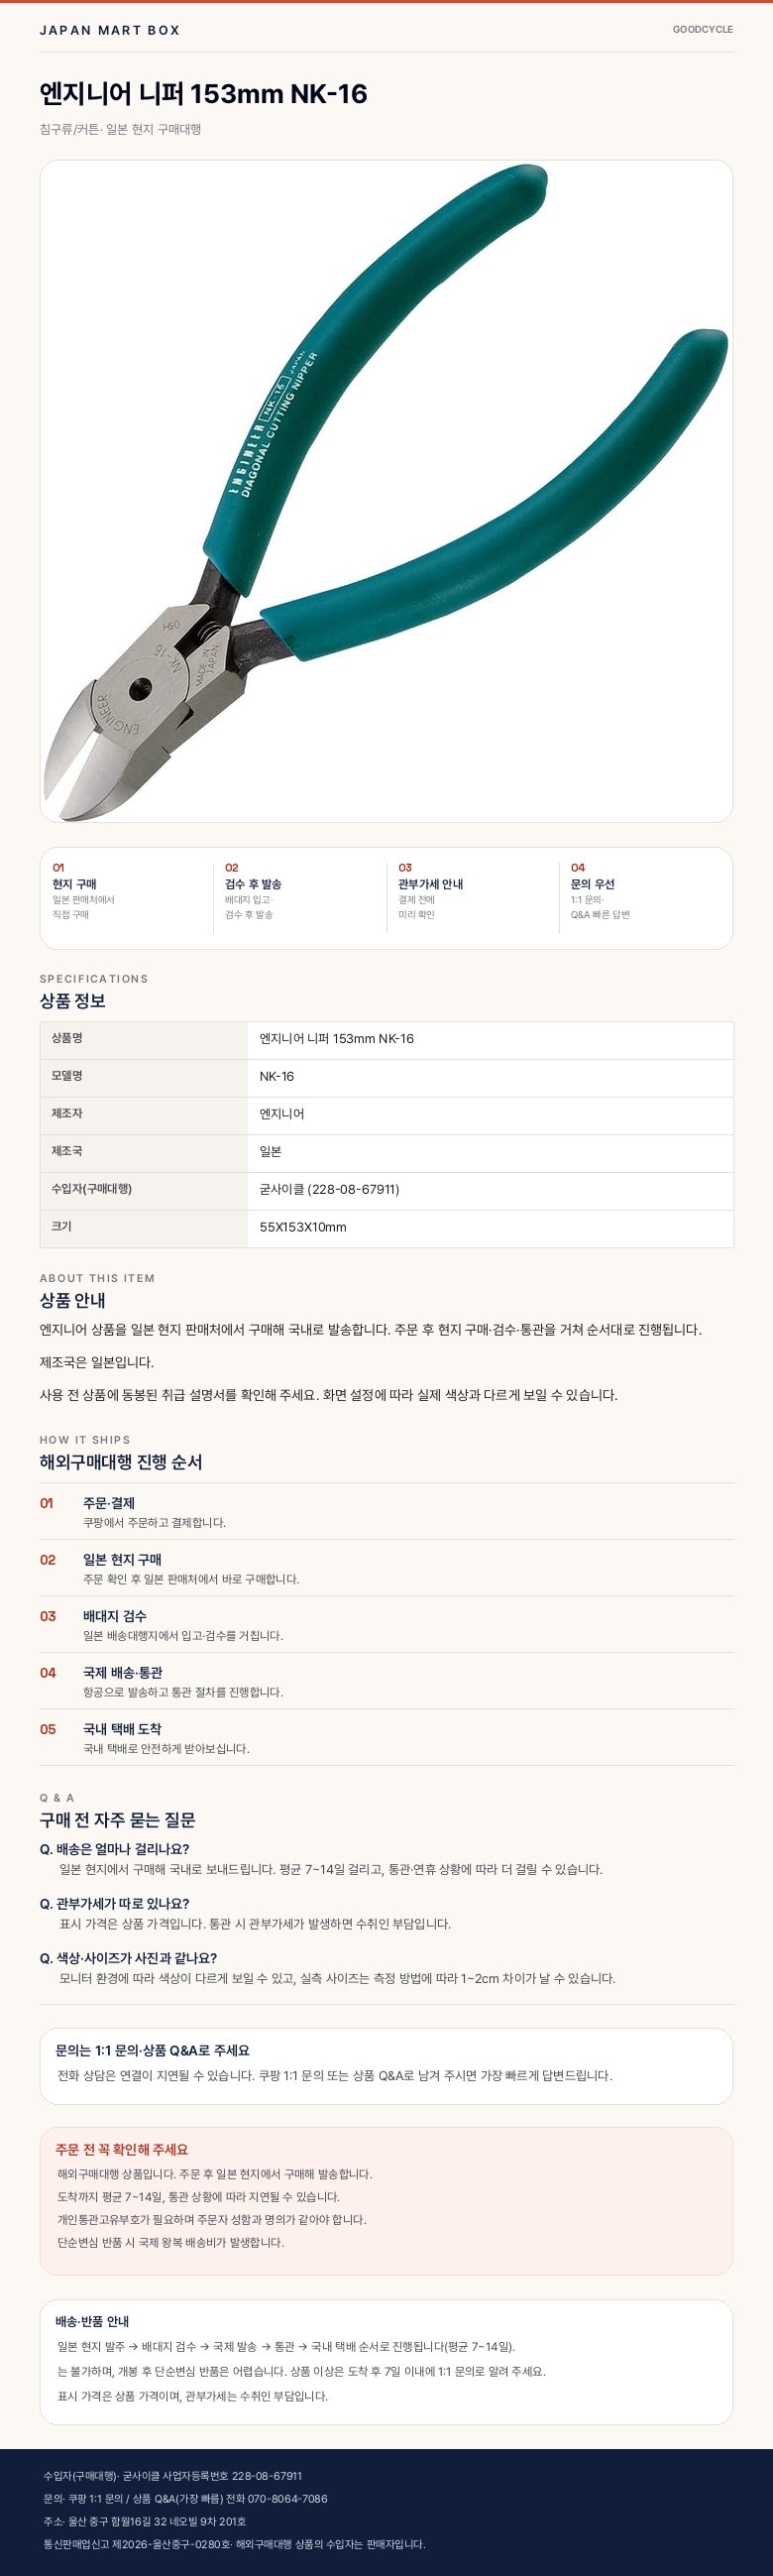 JAPAN MART BOX
GOODCYCLE
엔지니어 니퍼 153mm NK-16
침구류/커튼· 일본 현지 구매대행
ENGINEER NK-16 JAPAN
DIAGONAL CUTTING NIPPER
H&O
NK-16
MADE IN
JAPAN
ENGINEER
01
현지 구매
일본 판매처에서
직접 구매
02
검수 후 발송
배대지 입고·
검수 후 발송
03
관부가세 안내
결제 전에
미리 확인
04
문의 우선
1:1 문의·
Q&A 빠른 답변
SPECIFICATIONS
상품 정보
상품명 엔지니어 니퍼 153mm NK-16
모델명 NK-16
제조자 엔지니어
제조국 일본
수입자(구매대행) 굳사이클 (228-08-67911)
크기 55X153X10mm
ABOUT THIS ITEM
상품 안내
엔지니어 상품을 일본 현지 판매처에서 구매해 국내로 발송합니다. 주문 후 현지 구매·검수·통관을 거쳐 순서대로 진행됩니다.
제조국은 일본입니다.
사용 전 상품에 동봉된 취급 설명서를 확인해 주세요. 화면 설정에 따라 실제 색상과 다르게 보일 수 있습니다.
HOW IT SHIPS
해외구매대행 진행 순서
01 주문·결제
쿠팡에서 주문하고 결제합니다.
02 일본 현지 구매
주문 확인 후 일본 판매처에서 바로 구매합니다.
03 배대지 검수
일본 배송대행지에서 입고·검수를 거칩니다.
04 국제 배송·통관
항공으로 발송하고 통관 절차를 진행합니다.
05 국내 택배 도착
국내 택배로 안전하게 받아보십니다.
Q & A
구매 전 자주 묻는 질문
Q. 배송은 얼마나 걸리나요?
일본 현지에서 구매해 국내로 보내드립니다. 평균 7~14일 걸리고, 통관·연휴 상황에 따라 더 걸릴 수 있습니다.
Q. 관부가세가 따로 있나요?
표시 가격은 상품 가격입니다. 통관 시 관부가세가 발생하면 수취인 부담입니다.
Q. 색상·사이즈가 사진과 같나요?
모니터 환경에 따라 색상이 다르게 보일 수 있고, 실측 사이즈는 측정 방법에 따라 1~2cm 차이가 날 수 있습니다.
문의는 1:1 문의·상품 Q&A로 주세요
전화 상담은 연결이 지연될 수 있습니다. 쿠팡 1:1 문의 또는 상품 Q&A로 남겨 주시면 가장 빠르게 답변드립니다.
주문 전 꼭 확인해 주세요
해외구매대행 상품입니다. 주문 후 일본 현지에서 구매해 발송합니다.
도착까지 평균 7~14일, 통관 상황에 따라 지연될 수 있습니다.
개인통관고유부호가 필요하며 주문자 성함과 명의가 같아야 합니다.
단순변심 반품 시 국제 왕복 배송비가 발생합니다.
배송·반품 안내
일본 현지 발주 → 배대지 검수 → 국제 발송 → 통관 → 국내 택배 순서로 진행됩니다(평균 7~14일).
는 불가하며, 개봉 후 단순변심 반품은 어렵습니다. 상품 이상은 도착 후 7일 이내에 1:1 문의로 알려 주세요.
표시 가격은 상품 가격이며, 관부가세는 수취인 부담입니다.
수입자(구매대행)· 굳사이클 사업자등록번호 228-08-67911
문의· 쿠팡 1:1 문의 / 상품 Q&A(가장 빠름) 전화 070-8064-7086
주소· 울산 중구 함월16길 32 네오빌 9차 201호
통신판매업신고 제2026-울산중구-0280호· 해외구매대행 상품의 수입자는 판매자입니다.